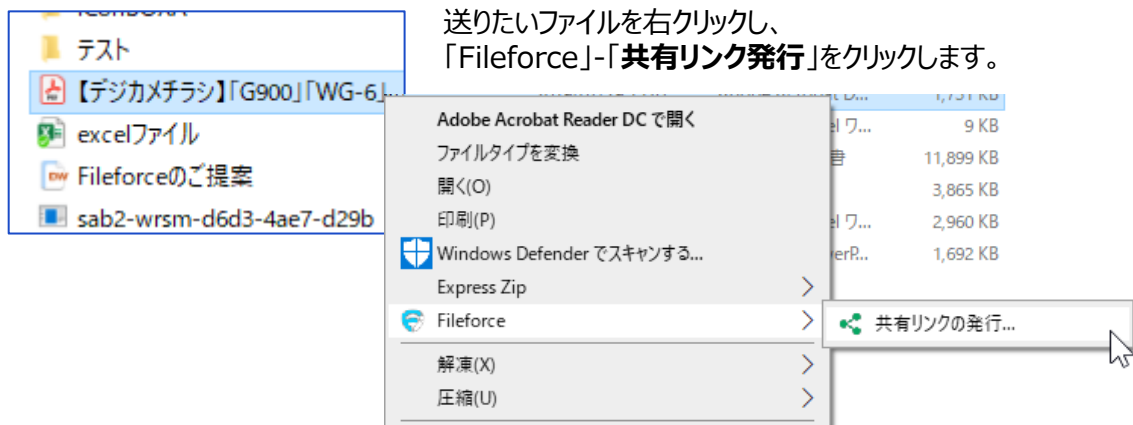 送りたいファイルを右クリックし、
「Fileforce」-「共有リンク発行」をクリックします。
テスト
【デジカメチラシ】「G900」「WG-6」...
excelファイル
Fileforceのご提案
sab2-wrsm-d6d3-4ae7-d29b
Adobe Acrobat Reader DC で開く
ファイルタイプを変換
開く(O)
印刷(P)
Windows Defender でスキャンする...
Express Zip
Fileforce
解凍(X)
圧縮(U)
共有リンクの発行...
el ワ... 9 KB
書 11,899 KB
3,865 KB
el ワ... 2,960 KB
erP... 1,692 KB